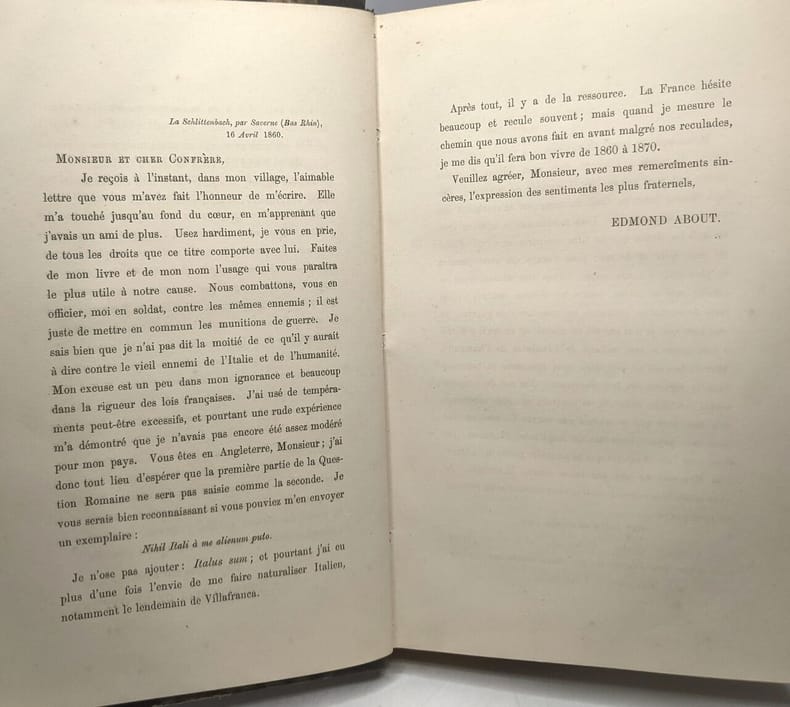 La Schlittenbach, par Saverne (Bas Rhin),
16 Avril 1860.
Monsieur et cher Confrère,
Je reçois à l'instant, dans mon village, l'aimable
lettre que vous m'avez fait l'honneur de m'écrire. Elle
m'a touché jusqu'au fond du cœur, en m'apprenant que
j'avais un ami de plus. Usez hardiment, je vous en prie,
de tous les droits que ce titre comporte avec lui. Faites
de mon livre et de mon nom l'usage qui vous paraîtra
le plus utile à notre cause. Nous combattons, vous en
officier, moi en soldat, contre les mêmes ennemis; il est
juste de mettre en commun les munitions de guerre. Je
sais bien que je n'ai pas dit la moitié de ce qu'il y aurait
à dire contre le vieil ennemi de l'Italie et de l'humanité.
Mon excuse est un peu dans mon ignorance et beaucoup
dans la rigueur des lois françaises. J'ai usé de tempéra-
ments peut-être excessifs, et pourtant une rude expérience
m'a démontré que je n'avais pas encore été assez modéré
pour mon pays. Vous êtes en Angleterre, Monsieur; j'ai
donc tout lieu d'espérer que la première partie de la Ques-
tion Romaine ne sera pas saisie comme la seconde. Je
vous serais bien reconnaissant si vous pouviez m'en envoyer
un exemplaire:
Nihil Itali à me alienum puto.
Je n'ose pas ajouter: Italus sum; et pourtant j'ai eu
plus d'une fois l'envie de me faire naturaliser Italien,
notamment le lendemain de Villafranca.
Après tout, il y a de la ressource. La France hésite
beaucoup et recule souvent; mais quand je mesure le
chemin que nous avons fait en avant malgré nos reculades,
je me dis qu'il fera bon vivre de 1860 à 1870.
Veuillez agréer, Monsieur, avec mes remercîments sin-
cères, l'expression des sentiments les plus fraternels.
EDMOND ABOUT.